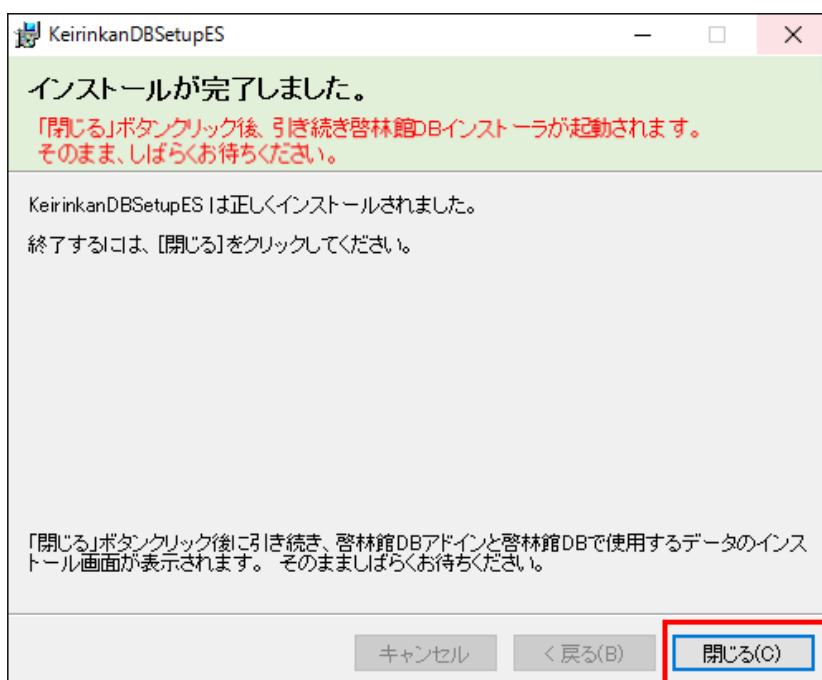 KeirinkanDBSetupES
インストールが完了しました。
「閉じる」ボタンクリック後、引き続き啓林館DBインストーラが起動されます。
そのまま、しばらくお待ちください。
KeirinkanDBSetupES は正しくインストールされました。
終了するには、[閉じる]をクリックしてください。
「閉じる」ボタンクリック後に引き続き、啓林館DBアドインと啓林館DBで使用するデータのインス
トール画面が表示されます。 そのまましばらくお待ちください。
キャンセル
< 戻る(B)
閉じる(C)